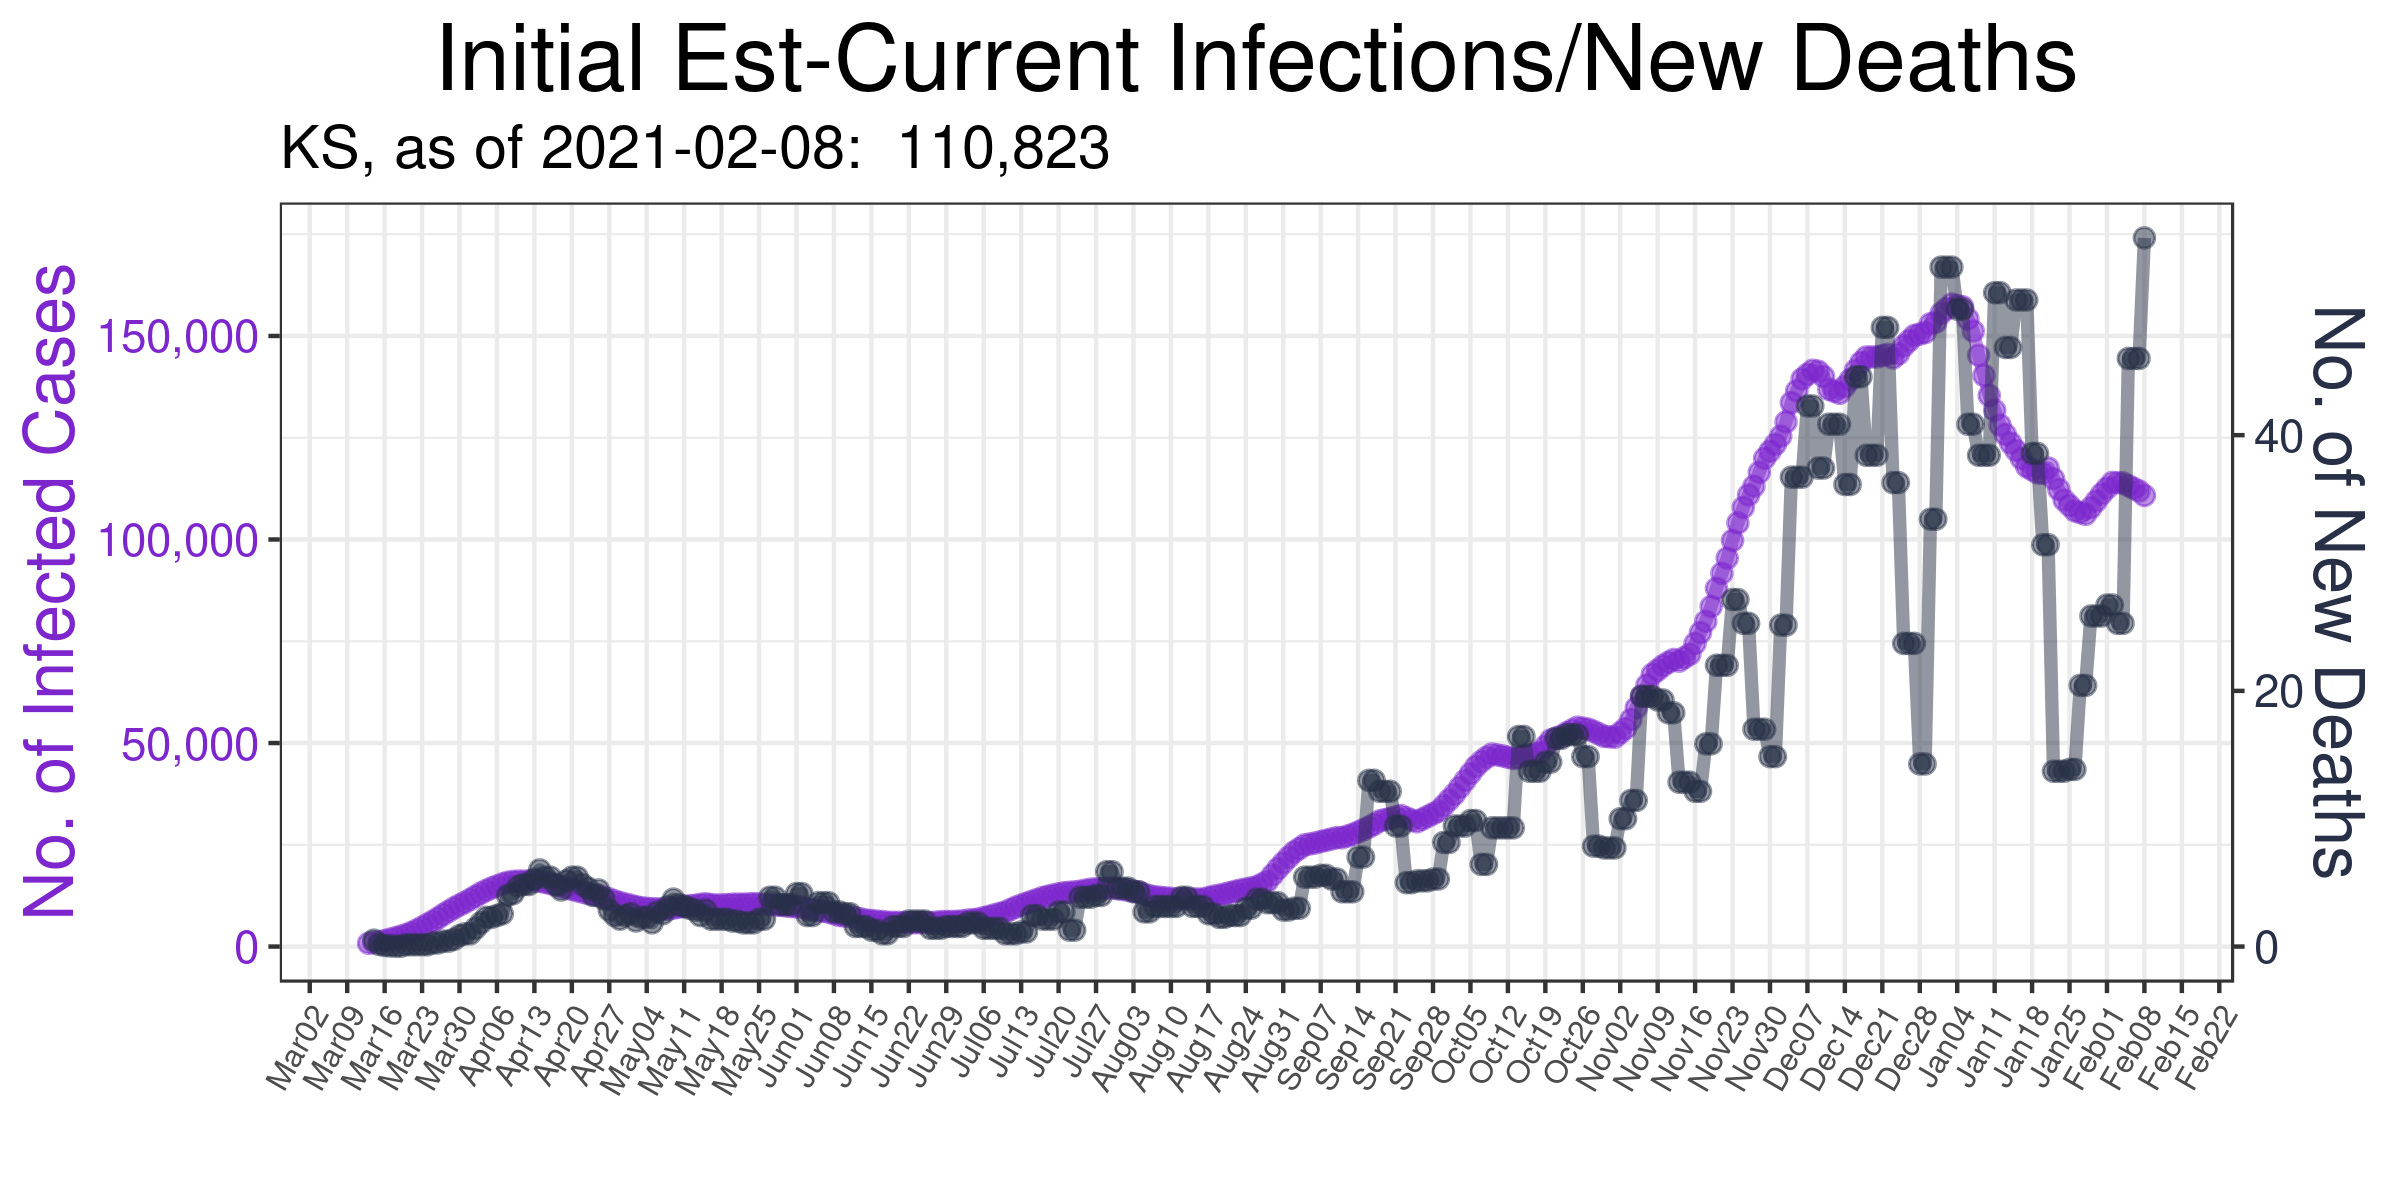 Initial Est-Current Infections/New Deaths
KS, as of 2021-02-08:  110,823
No. of Infected Cases
150,000
100,000
50,000
0
40
20
0
No. of New Deaths
Mar02
Mar09
Mar16
Mar23
Mar30
Apr06
Apr13
Apr20
Apr27
May04
May11
May18
May25
Jun01
Jun08
Jun15
Jun22
Jun29
Jul06
Jul13
Jul20
Jul27
Aug03
Aug10
Aug17
Aug24
Aug31
Sep07
Sep14
Sep21
Sep28
Oct05
Oct12
Oct19
Oct26
Nov02
Nov09
Nov16
Nov23
Nov30
Dec07
Dec14
Dec21
Dec28
Jan04
Jan11
Jan18
Jan25
Feb01
Feb08
Feb15
Feb22